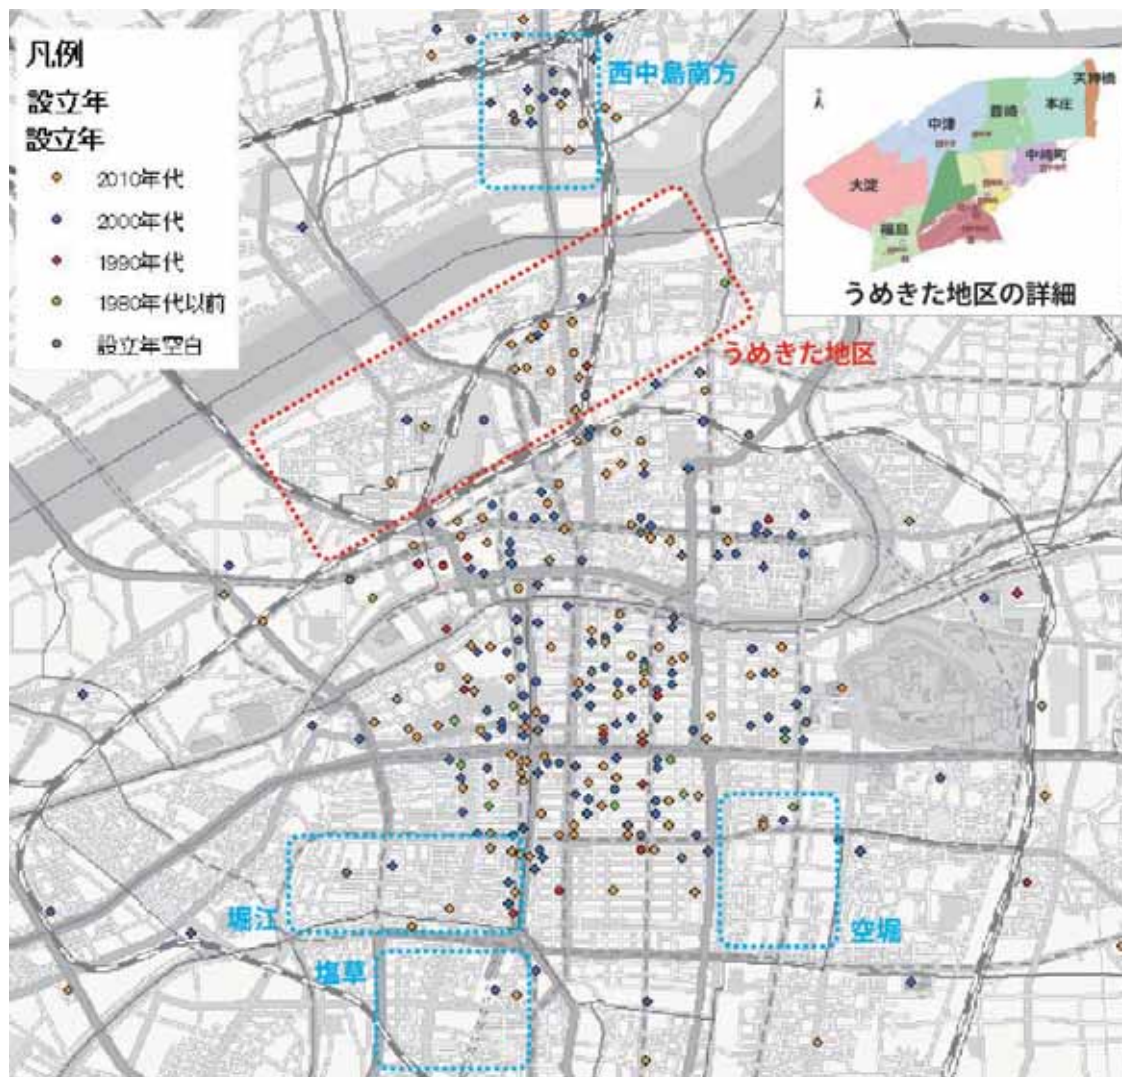 凡例
設立年
設立年
2010年代
2000年代
1990年代
1980年代以前
設立年空白
西中島南方
天神橋
本庄
豊崎
中津
中崎町
大淀
福島
うめきた地区の詳細
うめきた地区
堀江
空堀
塩草